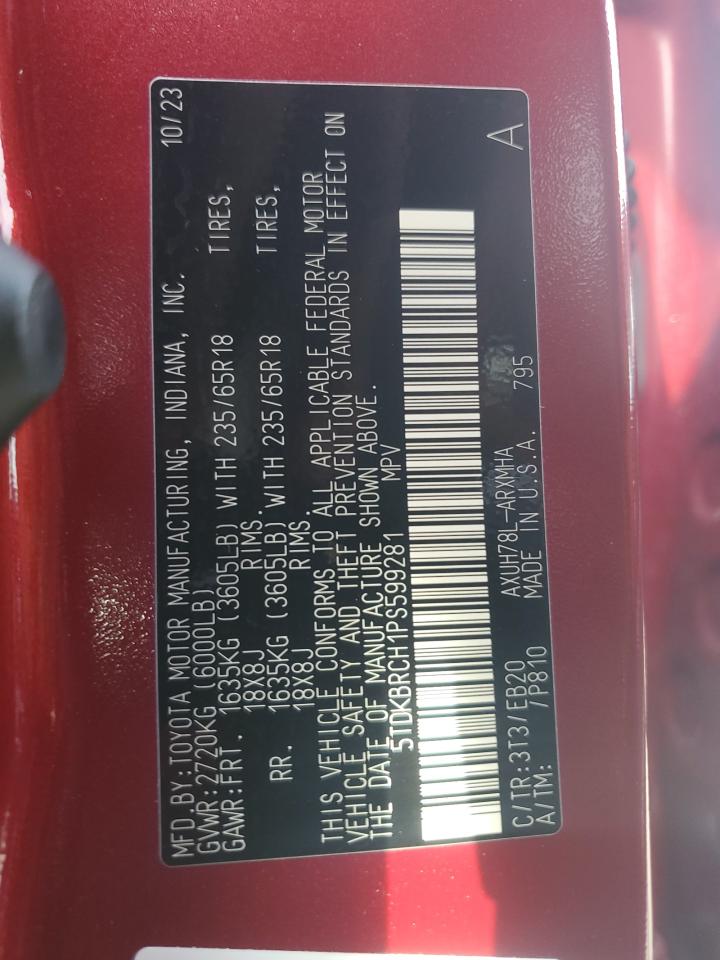 MFD.BY:TOYOTA MOTOR MANUFACTURING, INDIANA, INC. 10/23
GVWR:2720KG (6000LB)
GAWR:FRT. 1635KG (3605LB) WITH 235/65R18 TIRES,
18X8J RIMS.
RR. 1635KG (3605LB) WITH 235/65R18 TIRES,
18X8J RIMS.
THIS VEHICLE CONFORMS TO ALL APPLICABLE FEDERAL MOTOR
VEHICLE SAFETY AND THEFT PREVENTION STANDARDS IN EFFECT ON
THE DATE OF MANUFACTURE SHOWN ABOVE.
5TDKBRCH1PS599281 MPV
A
C/TR:3T3/EB20 AXUH78L-ARXMHA
A/TM: /P810 MADE IN U.S.A. 795